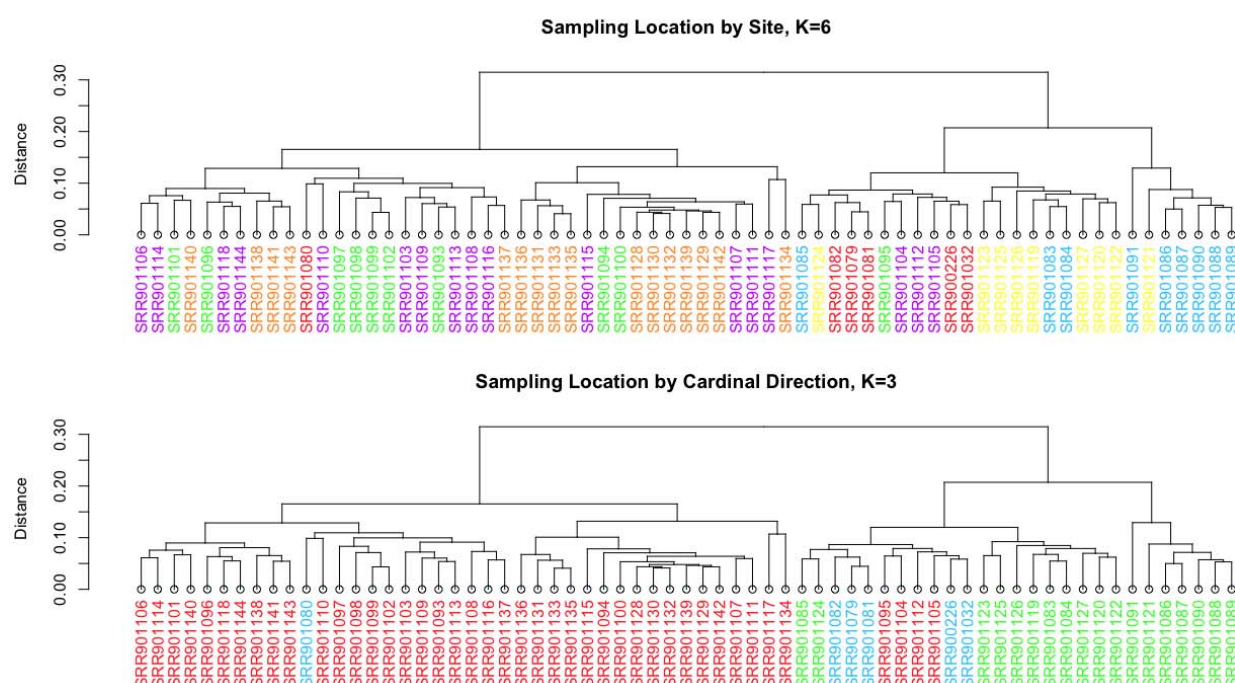 Sampling Location by Site, K=6
Distance
0.30
0.20
0.10
0.00
SRR901106
SRR901114
SRR901101
SRR901140
SRR901096
SRR901118
SRR901144
SRR901138
SRR901141
SRR901143
SRR901080
SRR901110
SRR901097
SRR901098
SRR901099
SRR901102
SRR901103
SRR901109
SRR901093
SRR901113
SRR901108
SRR901116
SRR901137
SRR901136
SRR901131
SRR901133
SRR901135
SRR901115
SRR901094
SRR901100
SRR901128
SRR901130
SRR901132
SRR901139
SRR901129
SRR901142
SRR901107
SRR901111
SRR901117
SRR901134
SRR901085
SRR901124
SRR901082
SRR901079
SRR901081
SRR901095
SRR901104
SRR901112
SRR901105
SRR900226
SRR901032
SRR901123
SRR901125
SRR901126
SRR901119
SRR901083
SRR901084
SRR901127
SRR901120
SRR901122
SRR901091
SRR901121
SRR901086
SRR901087
SRR901090
SRR901088
SRR901089
Sampling Location by Cardinal Direction, K=3
Distance
0.30
0.20
0.10
0.00
SRR901106
SRR901114
SRR901101
SRR901140
SRR901096
SRR901118
SRR901144
SRR901138
SRR901141
SRR901143
SRR901080
SRR901110
SRR901097
SRR901098
SRR901099
SRR901102
SRR901103
SRR901109
SRR901093
SRR901113
SRR901108
SRR901116
SRR901137
SRR901136
SRR901131
SRR901133
SRR901135
SRR901115
SRR901094
SRR901100
SRR901128
SRR901130
SRR901132
SRR901139
SRR901129
SRR901142
SRR901107
SRR901111
SRR901117
SRR901134
SRR901085
SRR901124
SRR901082
SRR901079
SRR901081
SRR901095
SRR901104
SRR901112
SRR901105
SRR900226
SRR901032
SRR901123
SRR901125
SRR901126
SRR901119
SRR901083
SRR901084
SRR901127
SRR901120
SRR901122
SRR901091
SRR901121
SRR901086
SRR901087
SRR901090
SRR901088
SRR901089